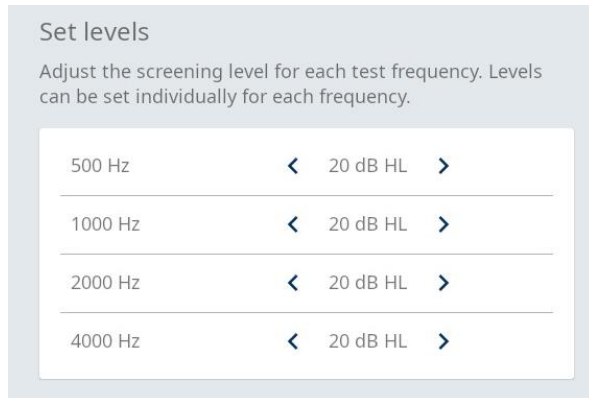 Set levels
Adjust the screening level for each test frequency. Levels
can be set individually for each frequency.
500 Hz 20 dB HL
1000 Hz 20 dB HL
2000 Hz 20 dB HL
4000 Hz 20 dB HL